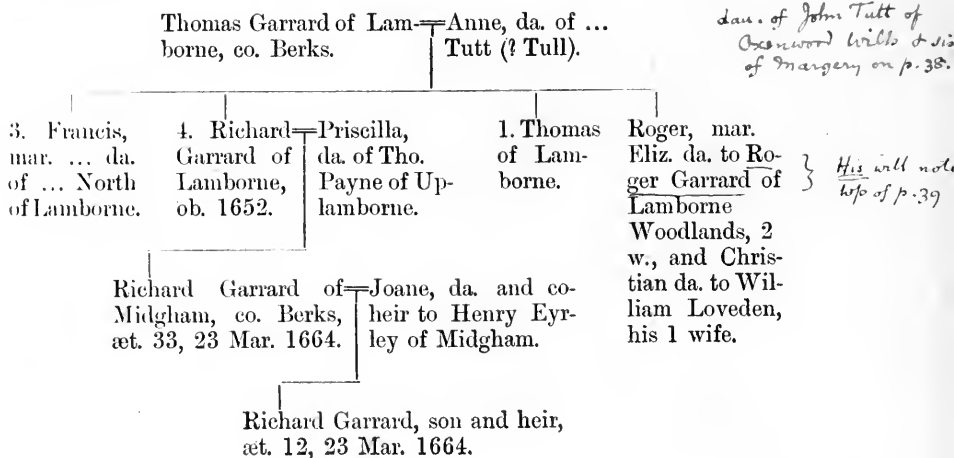 Thomas Garrard of Lam-
borne, co. Berks.
Anne, da. of ...
Tutt (? Tull).
dau. of John Tutt of
Oxenwood Wilts & sis
of Margery on p. 38.
3. Francis,
mar. ... da.
of ... North
of Lamborne.
4. Richard
Garrard of
Lamborne,
ob. 1652.
Priscilla,
da. of Tho.
Payne of Up-
lamborne.
1. Thomas
of Lam-
borne.
Roger, mar.
Eliz. da. to Ro-
ger Garrard of
Lamborne
Woodlands, 2
w., and Chris-
tian da. to Wil-
liam Loveden,
his 1 wife.
} His will note
top of p. 39
Richard Garrard of
Midgham, co. Berks,
æt. 33, 23 Mar. 1664.
Joane, da. and co-
heir to Henry Eyr-
ley of Midgham.
Richard Garrard, son and heir,
æt. 12, 23 Mar. 1664.